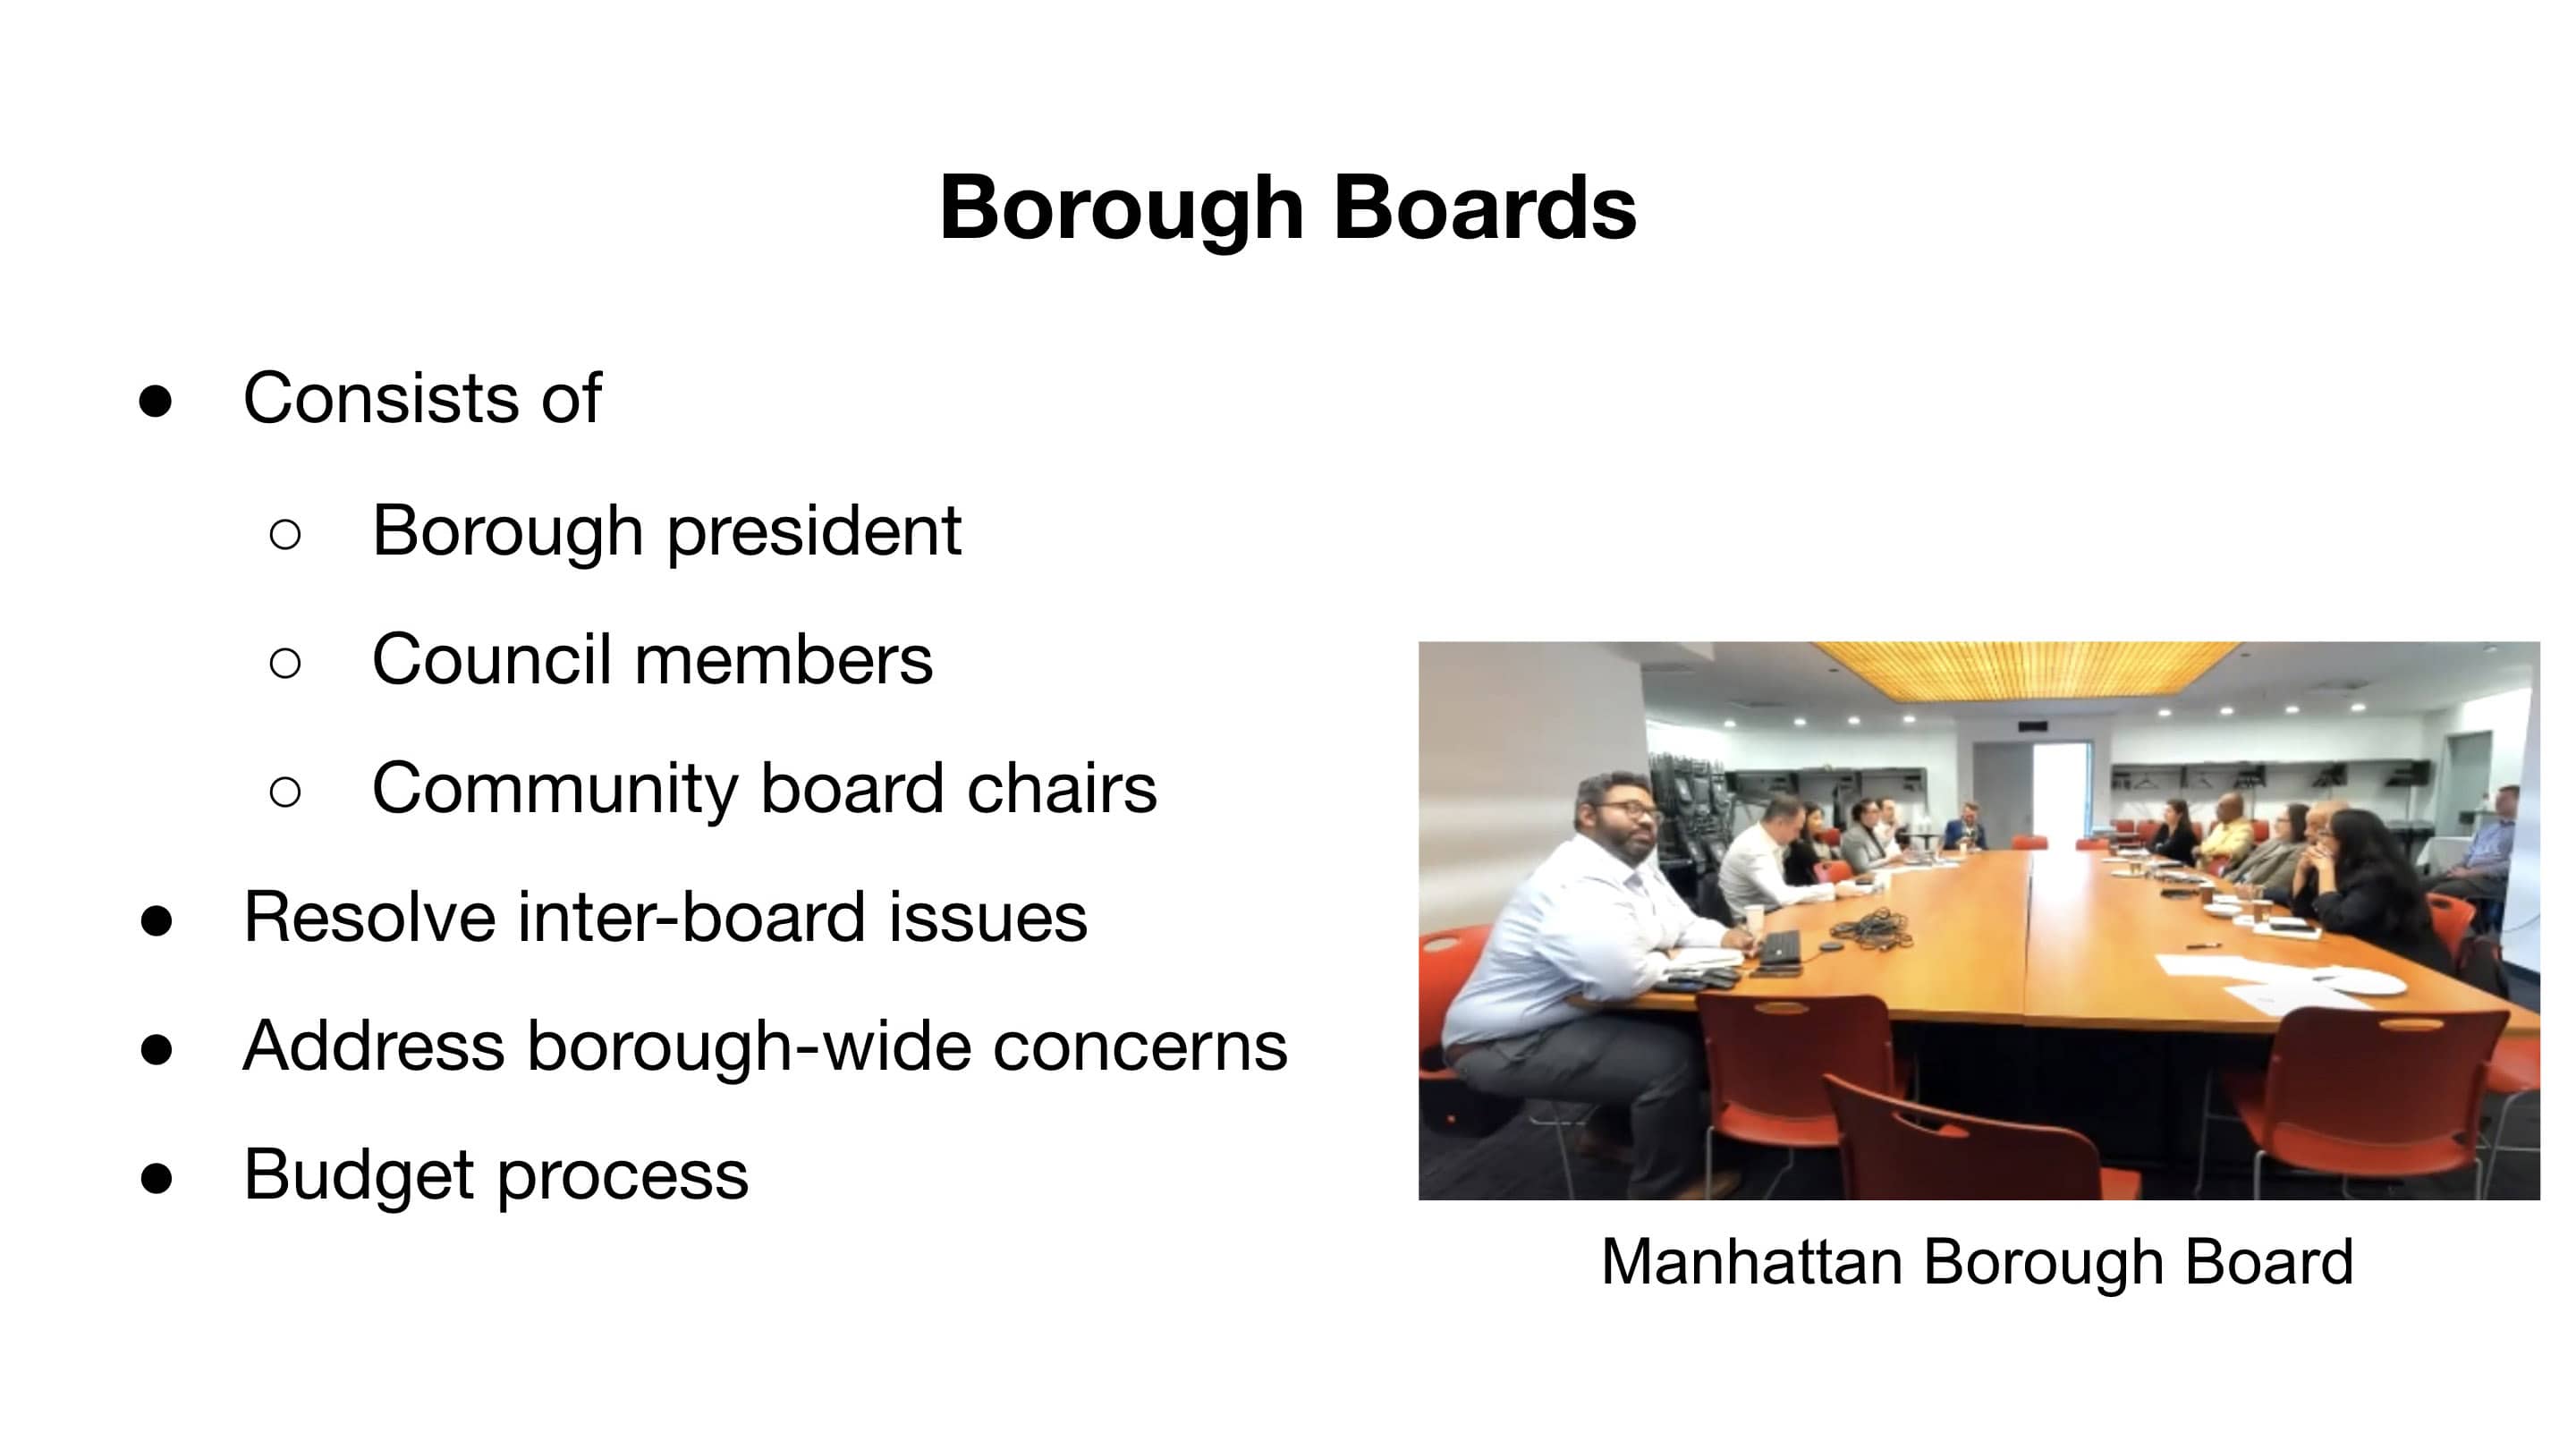 Borough Boards
● Consists of
○ Borough president
○ Council members
○ Community board chairs
● Resolve inter-board issues
● Address borough-wide concerns
● Budget process
Manhattan Borough Board